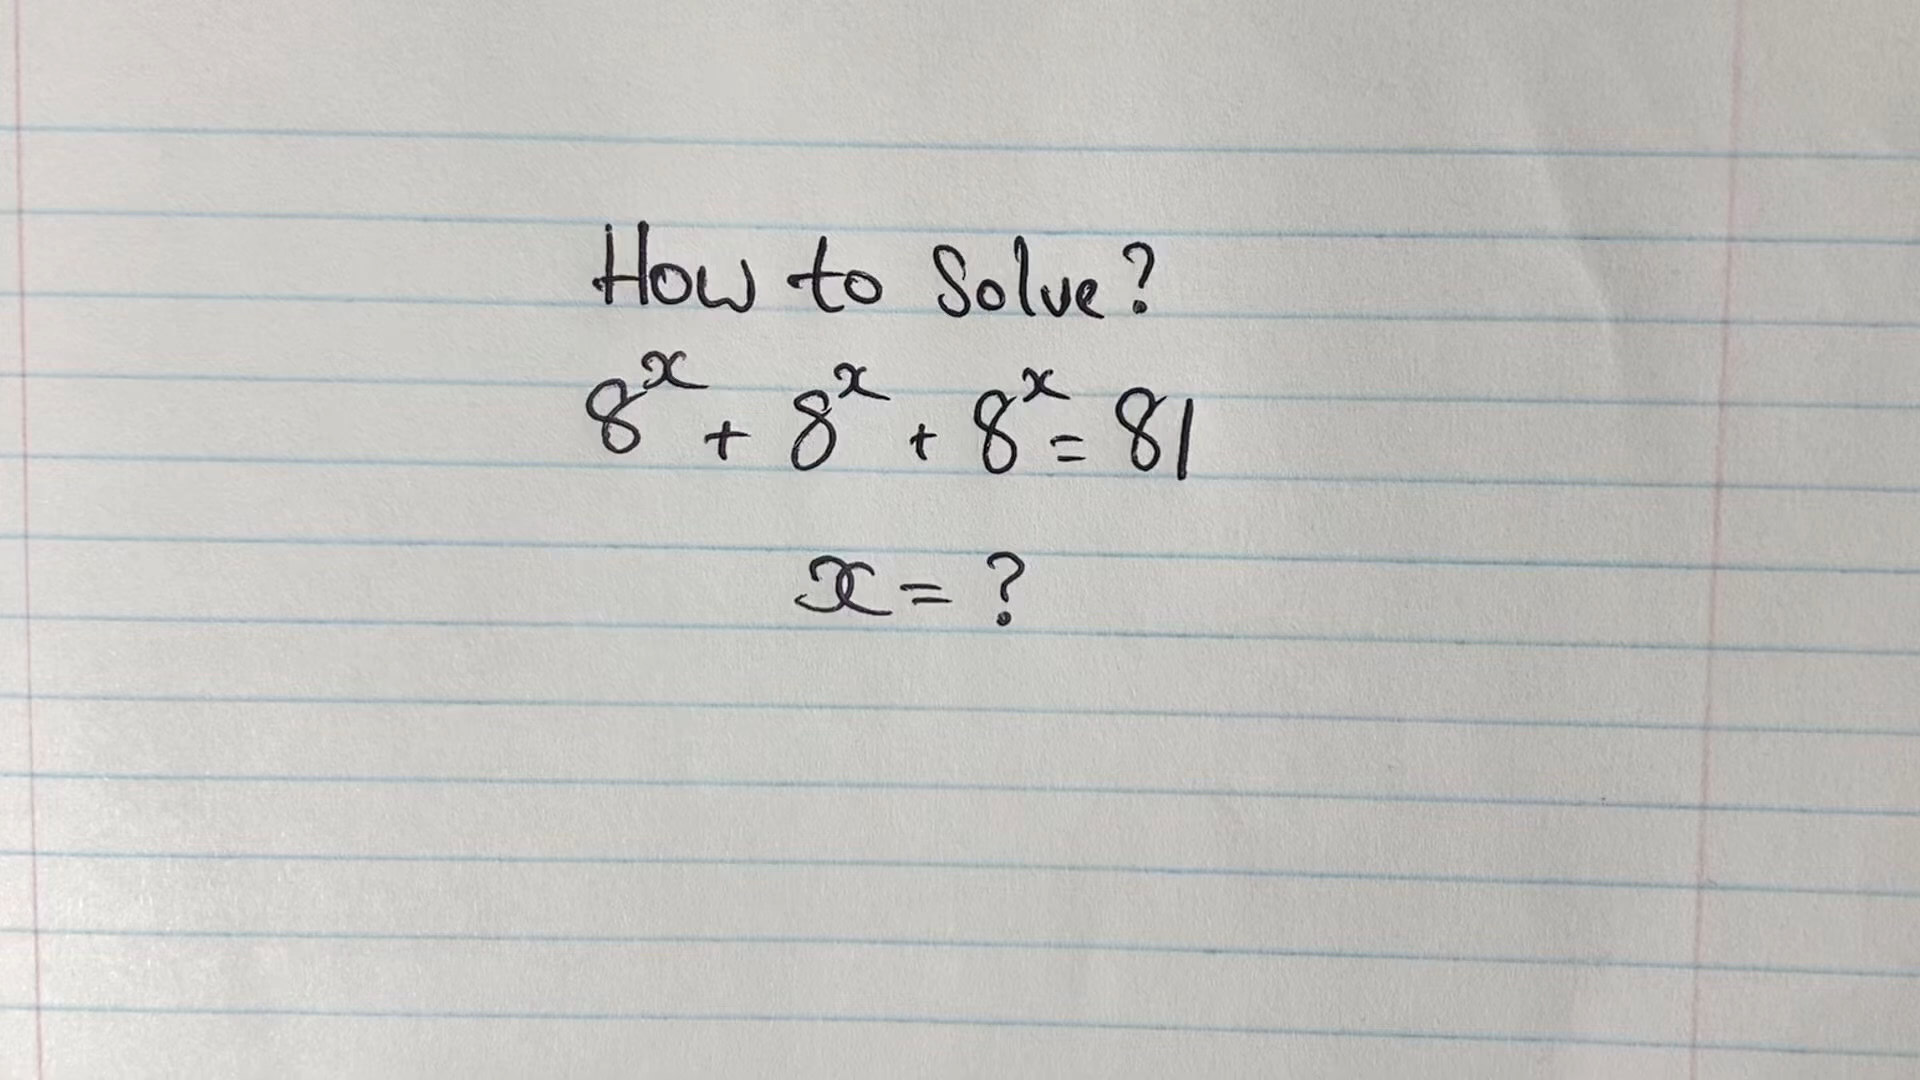 How to Solve?
8^x + 8^x + 8^x = 81
x = ?